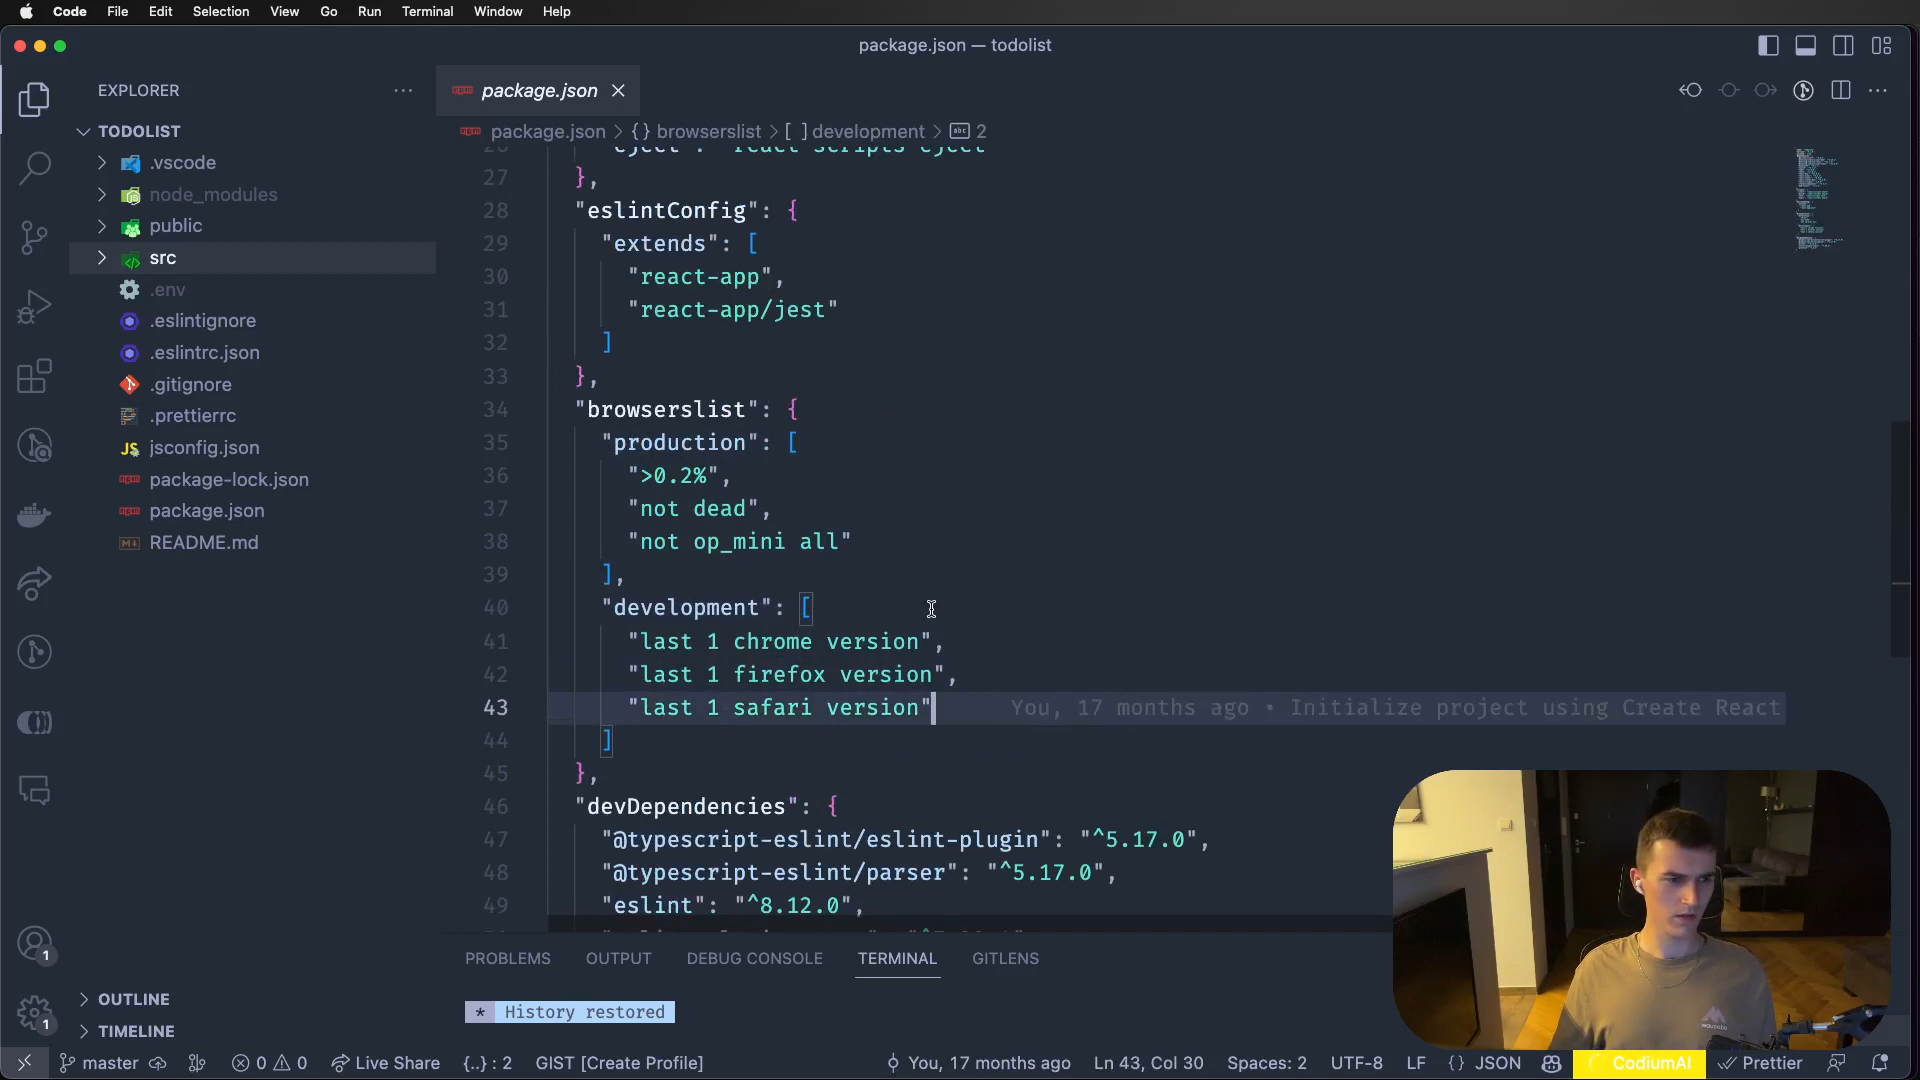 Code File Edit Selection View Go Run Terminal Window Help
package.json — todolist
EXPLORER
package.json
TODOLIST
package.json > {} browserslist > [ ] development > abc 2
.vscode
node_modules
public
src
.env
.eslintignore
.eslintrc.json
.gitignore
.prettierrc
JS jsconfig.json
package-lock.json
package.json
README.md
"eject": "react-scripts eject"
27 },
28 "eslintConfig": {
29 "extends": [
30 "react-app",
31 "react-app/jest"
32 ]
33 },
34 "browserslist": {
35 "production": [
36 ">0.2%",
37 "not dead",
38 "not op_mini all"
39 ],
40 "development": [
41 "last 1 chrome version",
42 "last 1 firefox version",
43 "last 1 safari version" You, 17 months ago • Initialize project using Create React
44 ]
45 },
46 "devDependencies": {
47 "@typescript-eslint/eslint-plugin": "^5.17.0",
48 "@typescript-eslint/parser": "^5.17.0",
49 "eslint": "^8.12.0",
PROBLEMS OUTPUT DEBUG CONSOLE TERMINAL GITLENS
* History restored
1
1
OUTLINE
TIMELINE
master 0 0 Live Share {..} : 2 GIST [Create Profile] You, 17 months ago Ln 43, Col 30 Spaces: 2 UTF-8 LF {} JSON CodiumAI Prettier